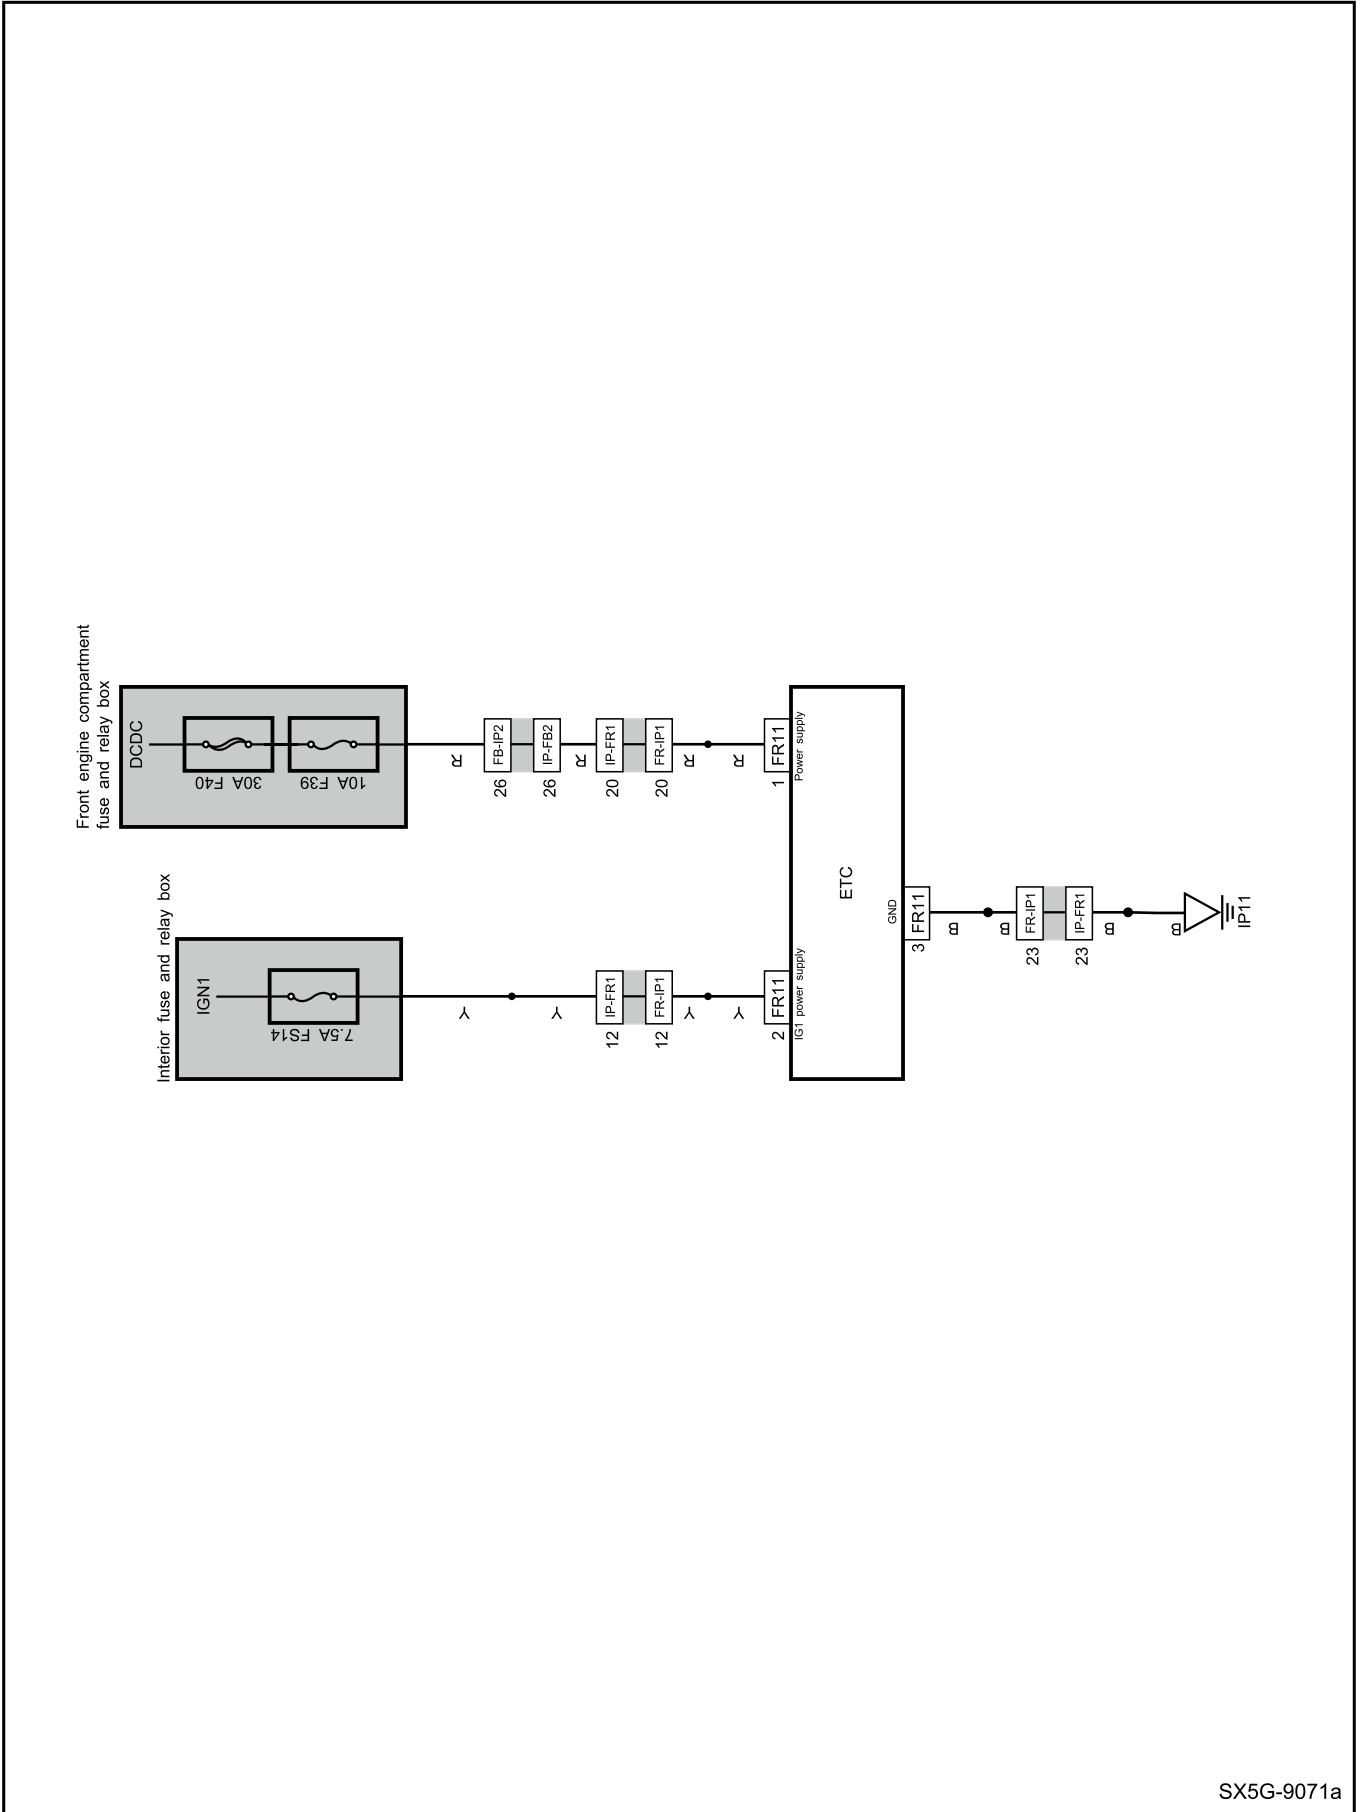 Front engine compartment
fuse and relay box
DCDC
30A F40
10A F39
R
FB-IP2
26
IP-FB2
26
R
IP-FR1
20
FR-IP1
20
R
R
FR11
1
Power supply
Interior fuse and relay box
IGN1
7.5A FS14
Y
Y
IP-FR1
12
FR-IP1
12
Y
Y
FR11
2
IG1 power supply
ETC
GND
FR11
3
B
B
FR-IP1
23
IP-FR1
23
B
B
IP11
SX5G-9071a